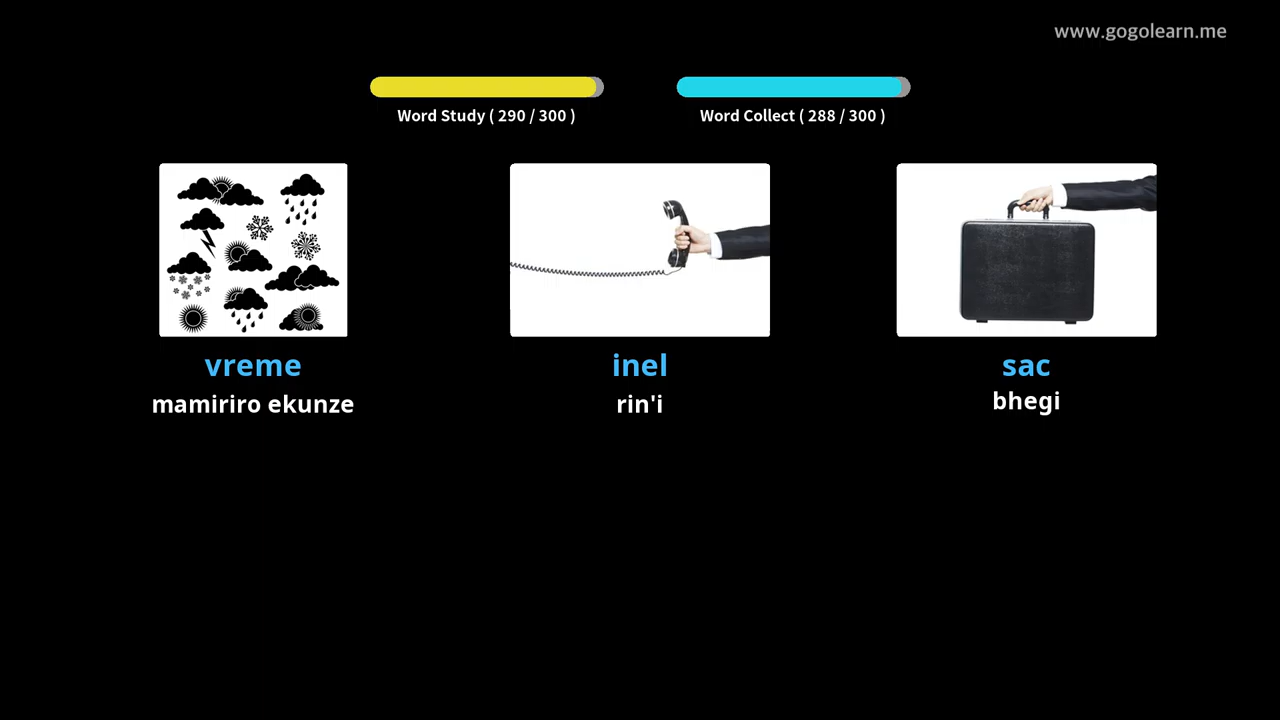 www.gogolearn.me
Word Study ( 290 / 300 )
Word Collect ( 288 / 300 )
vreme
inel
sac
mamiriro ekunze
rin'i
bhegi